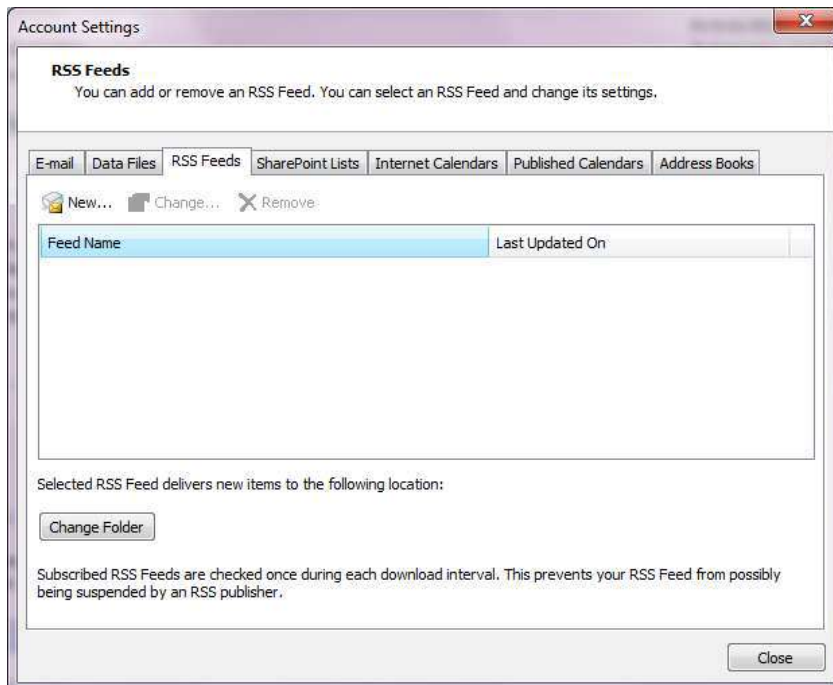 Account Settings
RSS Feeds
You can add or remove an RSS Feed. You can select an RSS Feed and change its settings.
E-mail Data Files RSS Feeds SharePoint Lists Internet Calendars Published Calendars Address Books
New... Change... Remove
Feed Name Last Updated On
Selected RSS Feed delivers new items to the following location:
Change Folder
Subscribed RSS Feeds are checked once during each download interval. This prevents your RSS Feed from possibly
being suspended by an RSS publisher.
Close